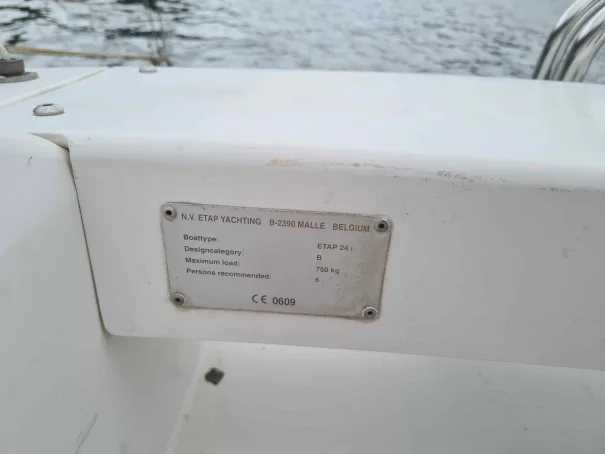 N.V. ETAP YACHTING B-2390 MALLE BELGIUM
Boattype: ETAP 24 i
Designcategory: B
Maximum load: 750 kg
Persons recommended: 6
CE 0609